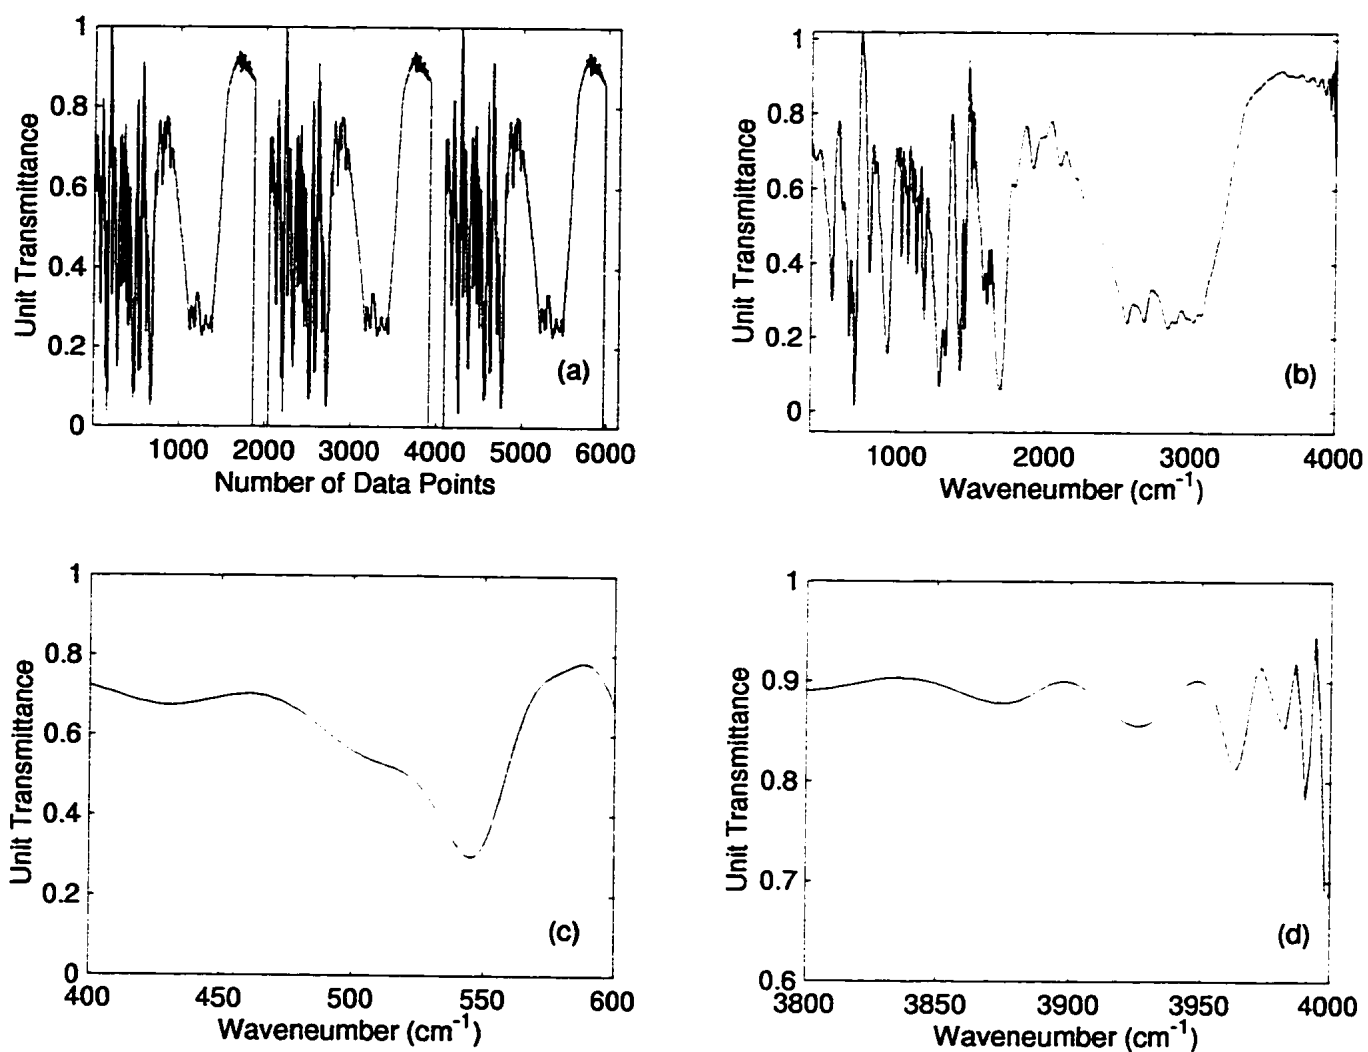 1
0.8
0.6
0.4
0.2
0
Unit Transmittance
(a)
1000 2000 3000 4000 5000 6000
Number of Data Points
1
0.8
0.6
0.4
0.2
0
Unit Transmittance
(b)
1000 2000 3000 4000
Waveneumber (cm-1)
1
0.8
0.6
0.4
0.2
0
Unit Transmittance
(c)
400 450 500 550 600
Waveneumber (cm-1)
1
0.9
0.8
0.7
0.6
Unit Transmittance
(d)
3800 3850 3900 3950 4000
Waveneumber (cm-1)